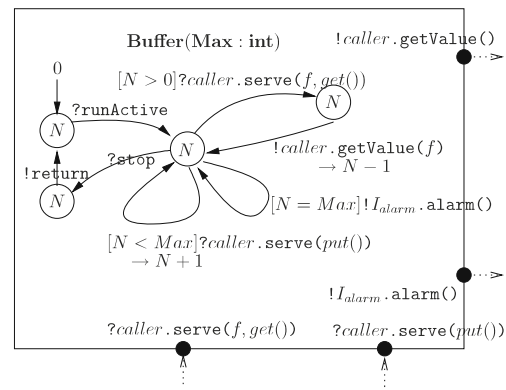 !caller.getValue()
Buffer(Max : int)
0
[N > 0]?caller.serve(f, get())
N
?runActive
N
N
?stop
!caller.getValue(f)
→ N − 1
!return
N
[N = Max]!I_alarm.alarm()
[N < Max]?caller.serve(put())
→ N + 1
!I_alarm.alarm()
?caller.serve(f, get())
?caller.serve(put())